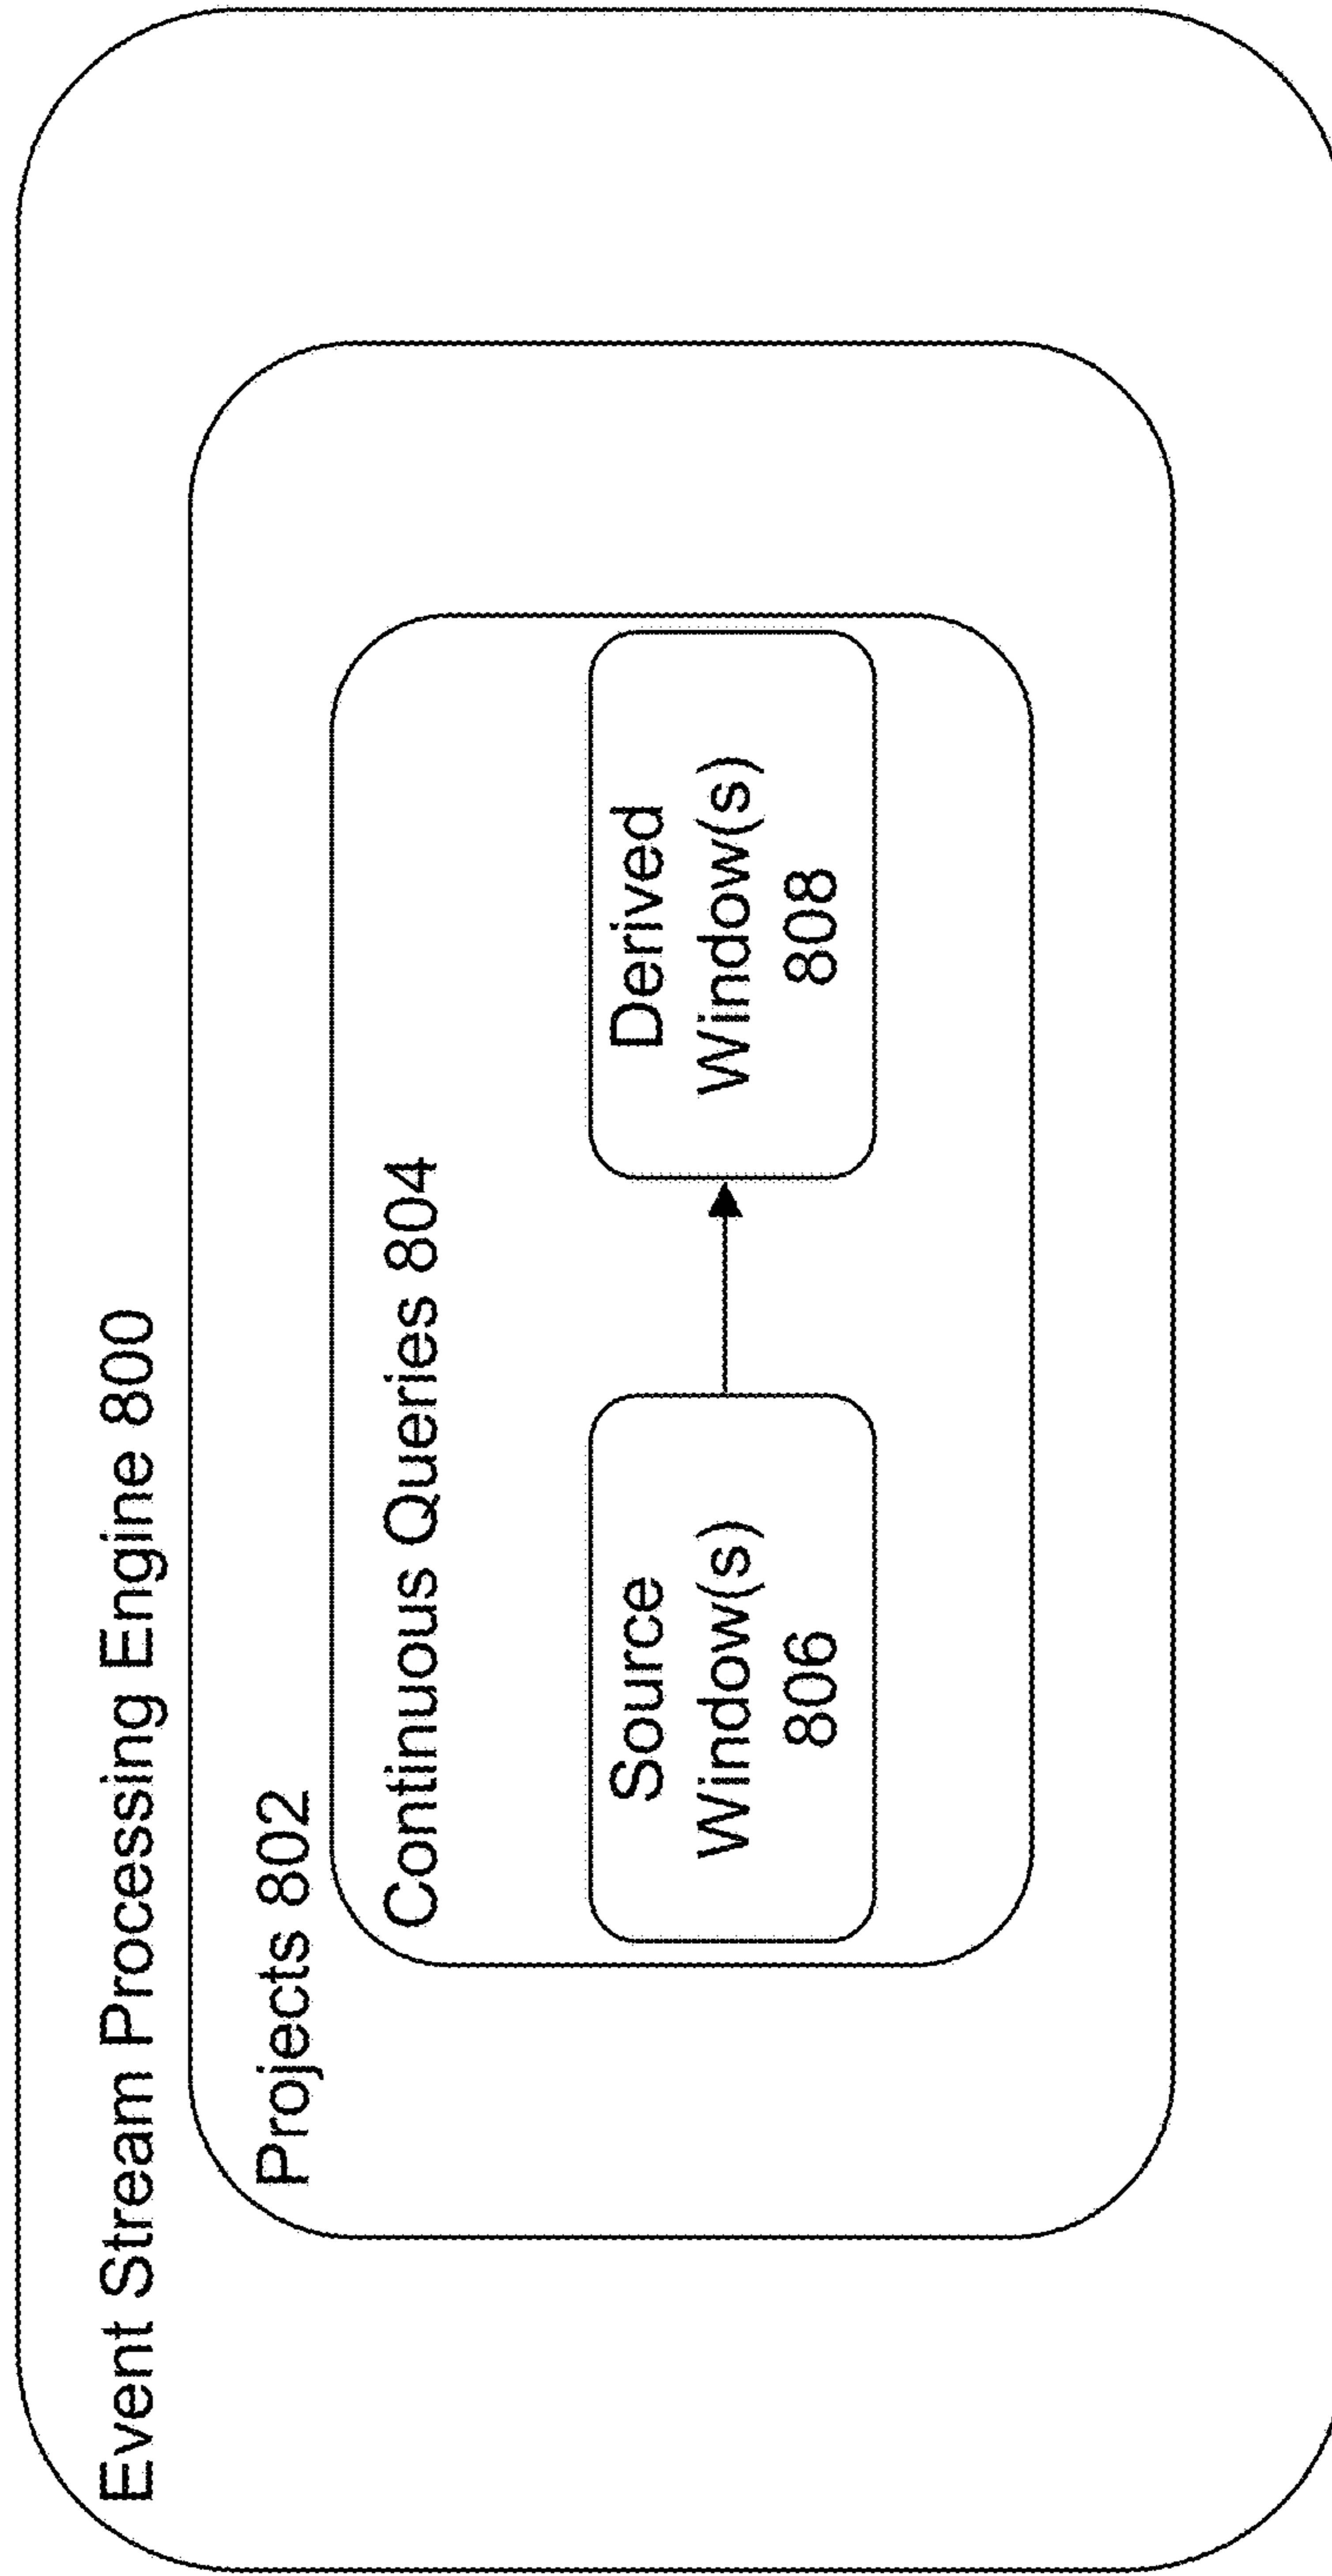 Event Stream Processing Engine 800
Projects 802
Continuous Queries 804
Source
Window(s)
806
Derived
Window(s)
808